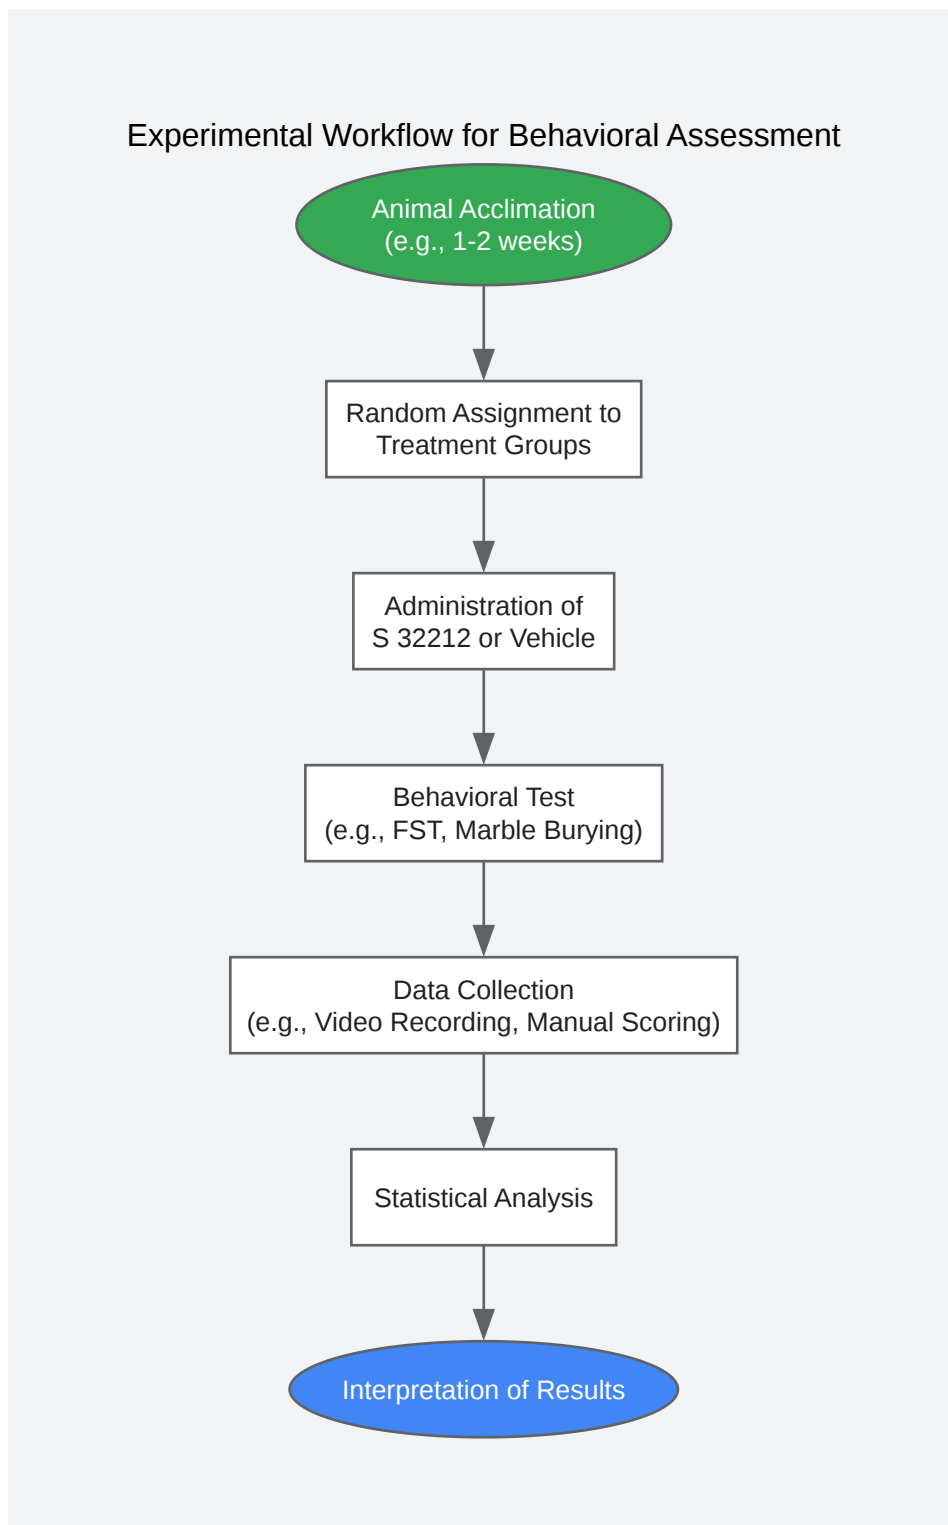 Experimental Workflow for Behavioral Assessment
Animal Acclimation
(e.g., 1-2 weeks)
Random Assignment to
Treatment Groups
Administration of
S 32212 or Vehicle
Behavioral Test
(e.g., FST, Marble Burying)
Data Collection
(e.g., Video Recording, Manual Scoring)
Statistical Analysis
Interpretation of Results